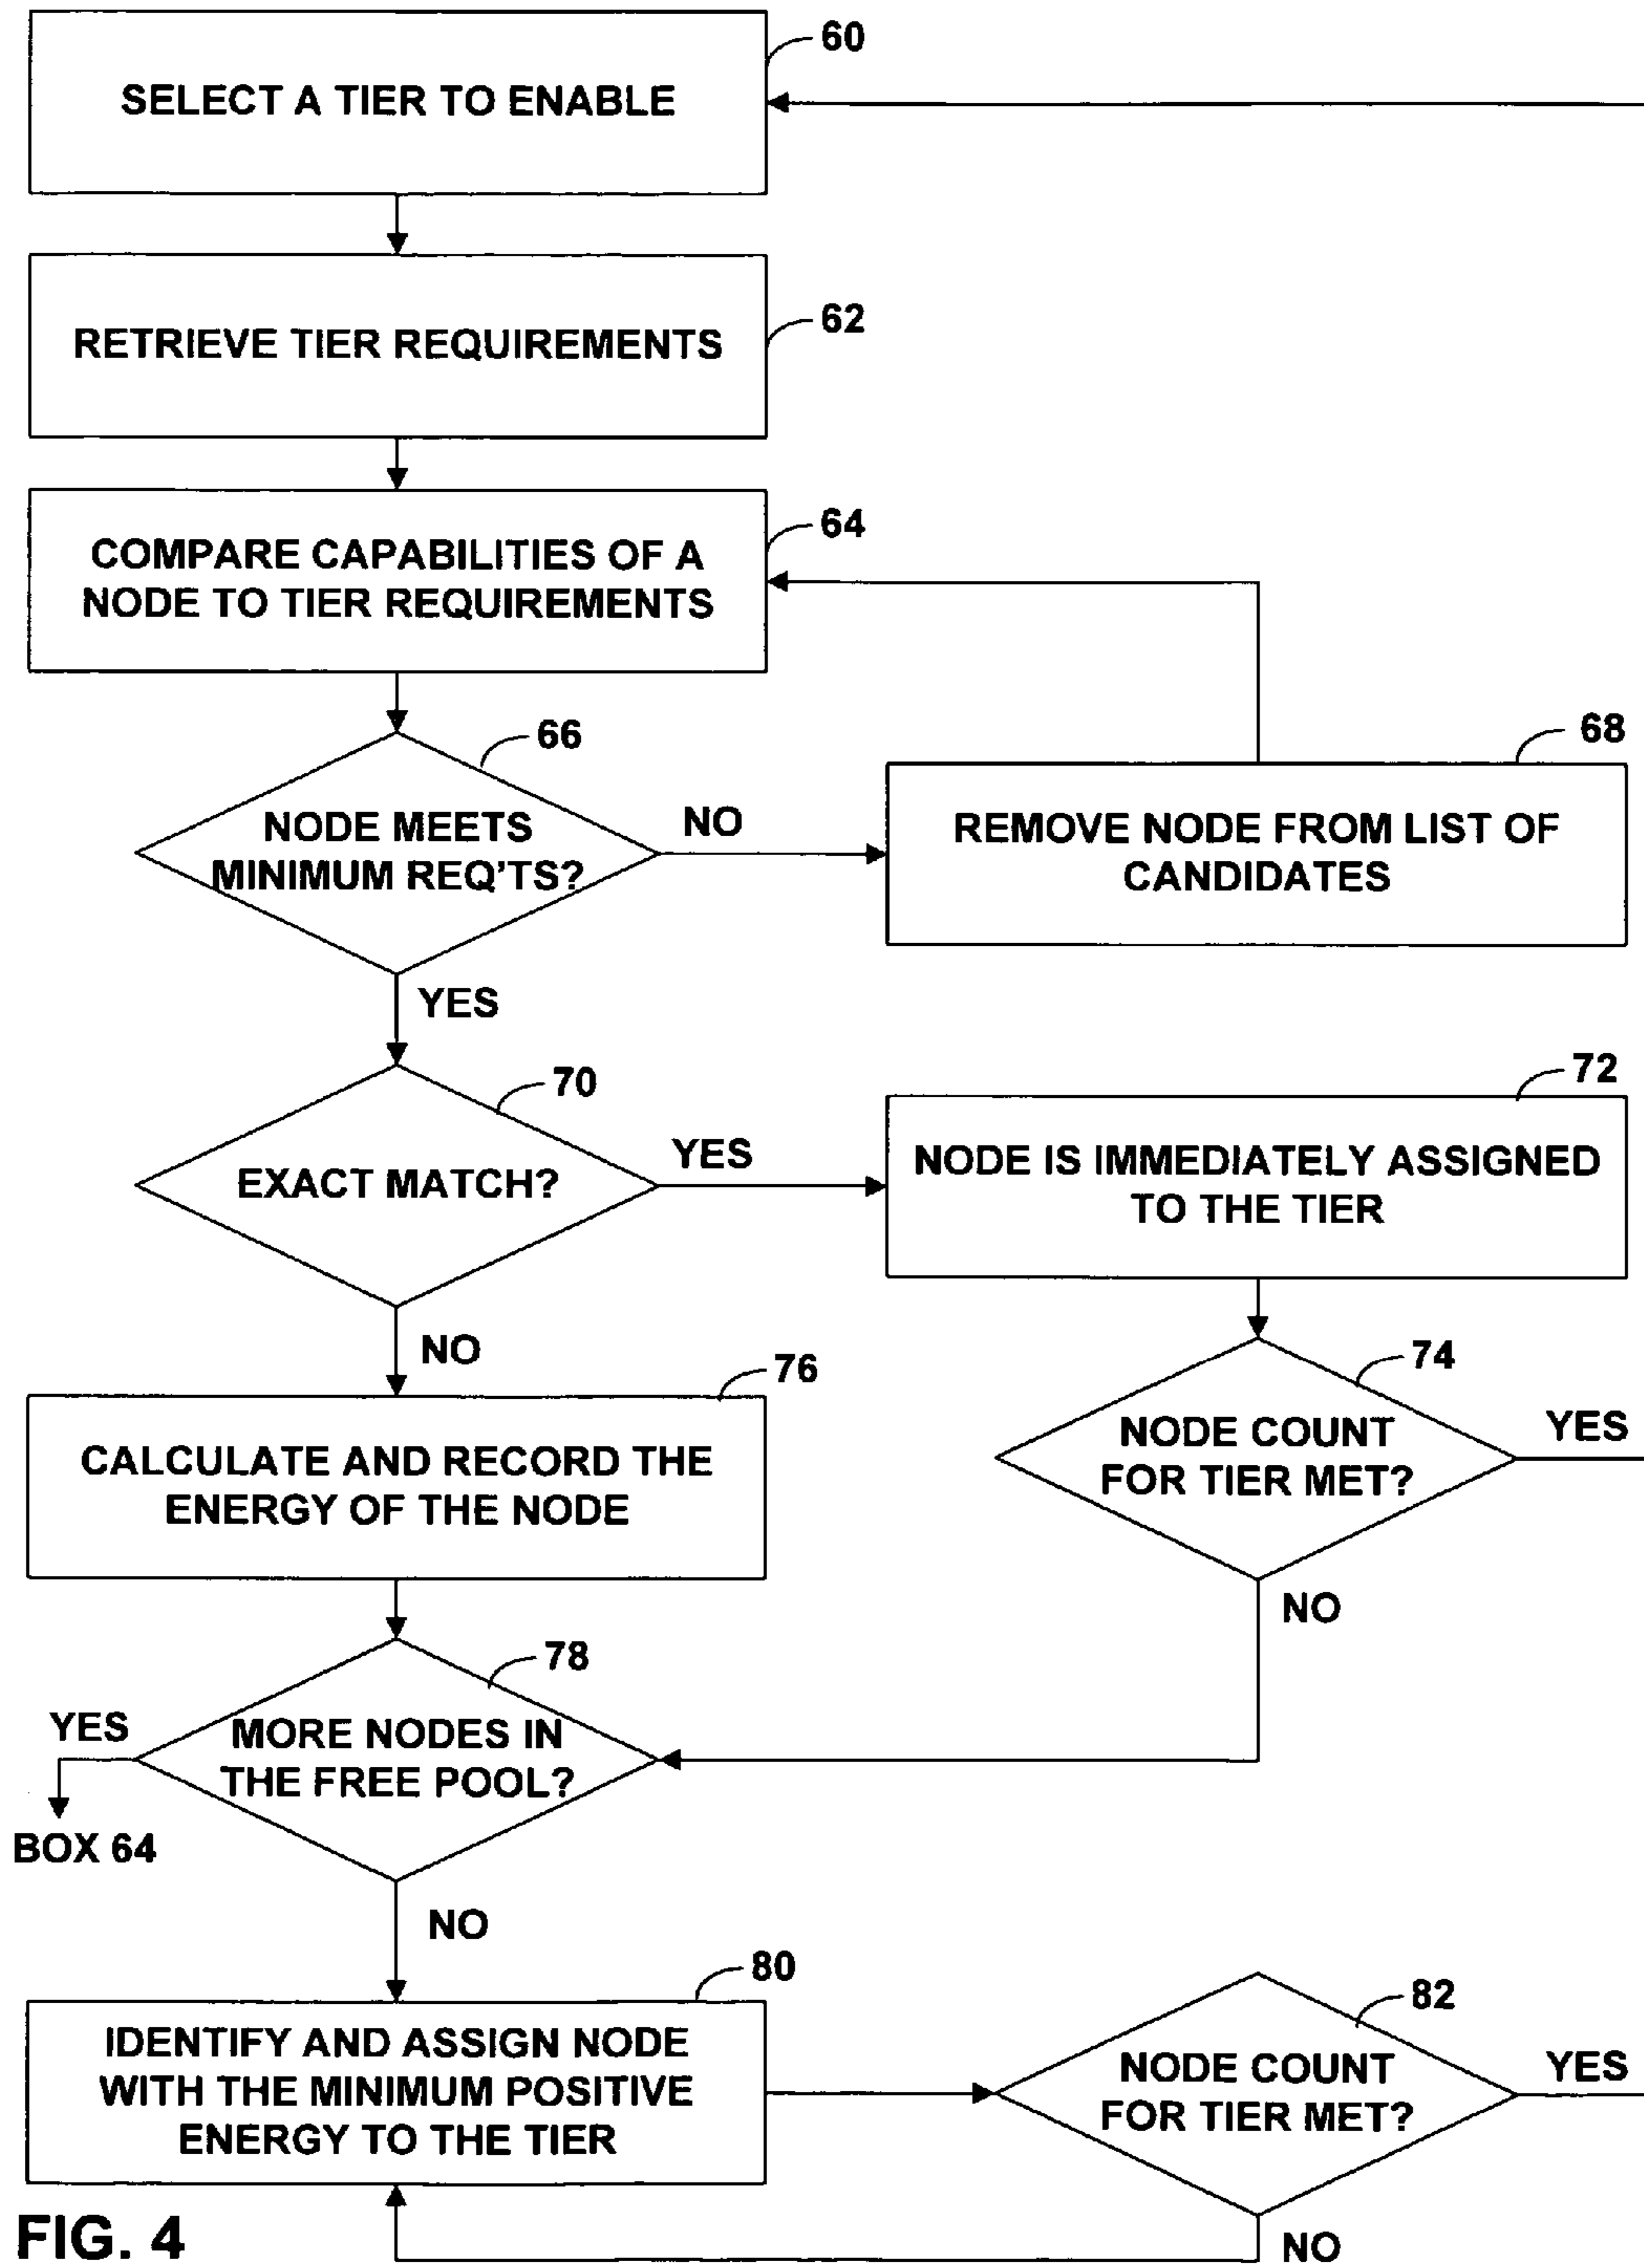 60
SELECT A TIER TO ENABLE
62
RETRIEVE TIER REQUIREMENTS
64
COMPARE CAPABILITIES OF A
NODE TO TIER REQUIREMENTS
66
NODE MEETS
MINIMUM REQ'TS?
NO
68
REMOVE NODE FROM LIST OF
CANDIDATES
YES
70
EXACT MATCH?
YES
72
NODE IS IMMEDIATELY ASSIGNED
TO THE TIER
NO
74
NODE COUNT
FOR TIER MET?
YES
NO
76
CALCULATE AND RECORD THE
ENERGY OF THE NODE
78
MORE NODES IN
THE FREE POOL?
YES
BOX 64
NO
80
IDENTIFY AND ASSIGN NODE
WITH THE MINIMUM POSITIVE
ENERGY TO THE TIER
82
NODE COUNT
FOR TIER MET?
YES
NO
FIG. 4